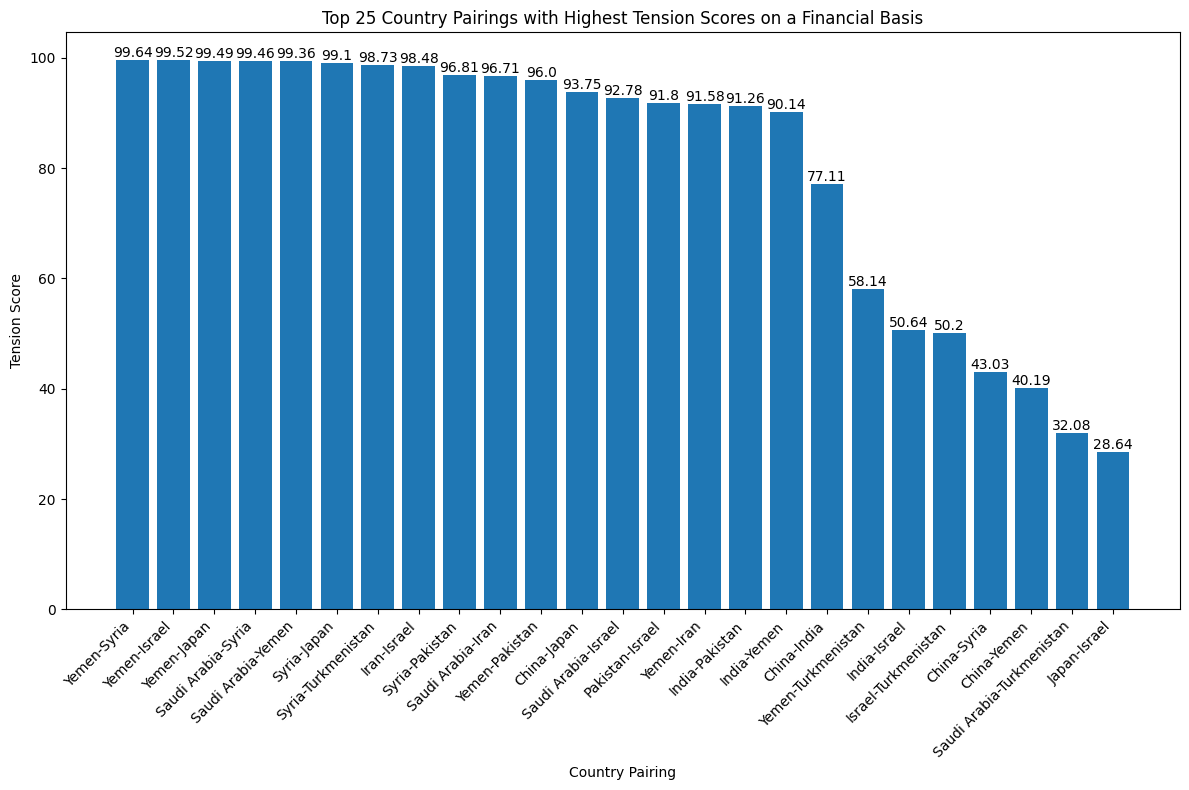 Top 25 Country Pairings with Highest Tension Scores on a Financial Basis
Tension Score
100
80
60
40
20
0
99.64
99.52
99.49
99.46
99.36
99.1
98.73
98.48
96.81
96.71
96.0
93.75
92.78
91.8
91.58
91.26
90.14
77.11
58.14
50.64
50.2
43.03
40.19
32.08
28.64
Yemen-Syria
Yemen-Israel
Yemen-Japan
Saudi Arabia-Syria
Saudi Arabia-Yemen
Syria-Japan
Syria-Turkmenistan
Iran-Israel
Syria-Pakistan
Saudi Arabia-Iran
Yemen-Pakistan
China-Japan
Saudi Arabia-Israel
Pakistan-Israel
Yemen-Iran
India-Pakistan
India-Yemen
China-India
Yemen-Turkmenistan
India-Israel
Israel-Turkmenistan
China-Syria
China-Yemen
Saudi Arabia-Turkmenistan
Japan-Israel
Country Pairing